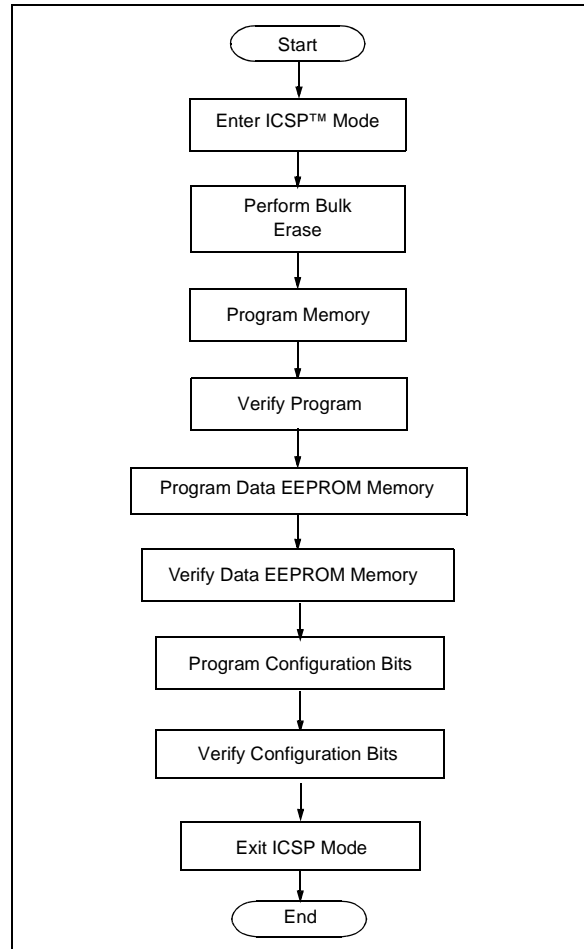 Start
Enter ICSP™ Mode
Perform Bulk
Erase
Program Memory
Verify Program
Program Data EEPROM Memory
Verify Data EEPROM Memory
Program Configuration Bits
Verify Configuration Bits
Exit ICSP Mode
End